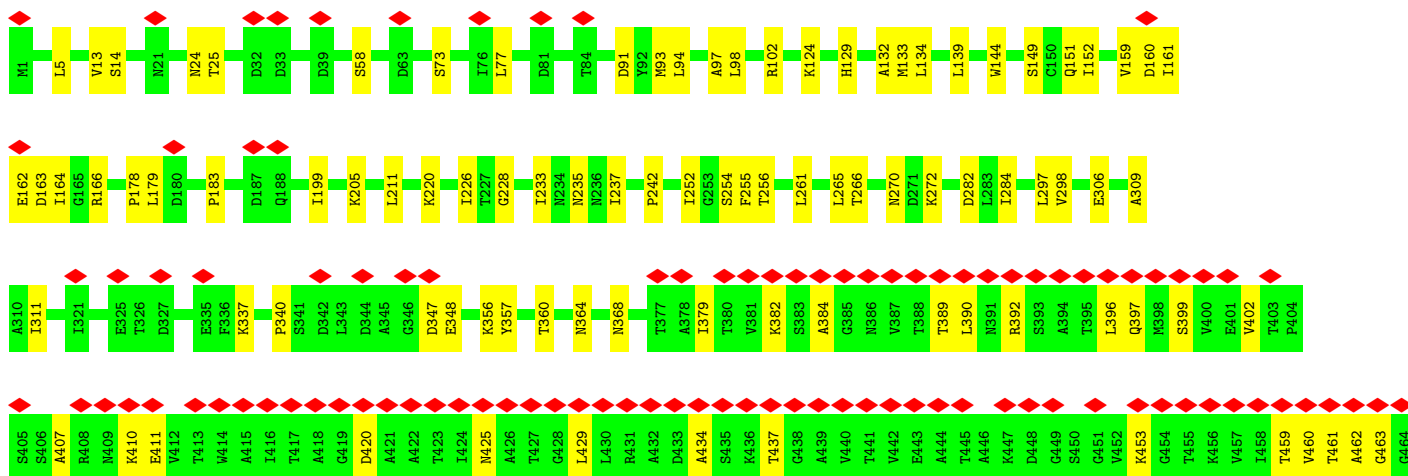 M1 L5 V13 S14 N21 N24 T25 D32 D33 D39 S58 D63 S73 I76 L77 D81 T84 D91 Y92 M93 L94 A97 L98 R102 K124 H129 A132 M133 L134 L139 W144 S149 C150 Q151 I152 V159 D160 I161
E162 D163 I164 G165 R166 P178 L179 D180 P183 D187 Q188 I199 K205 L211 K220 I226 T227 G228 I233 N234 N235 N236 I237 P242 I252 G253 S254 F255 T256 L261 L265 T266 N270 D271 K272 D282 L283 I284 L297 V298 E306 A309
A310 I311 I321 E325 T326 D327 E335 F336 K337 P340 S341 D342 L343 D344 A345 G346 D347 E348 K356 Y357 T360 N364 N368 T377 A378 I379 T380 V381 K382 S383 A384 G385 N386 V387 T388 T389 L390 N391 R392 S393 A394 T395 L396 Q397 M398 S399 V400 E401 V402 T403 P404
S405 S406 A407 R408 N409 K410 E411 V412 T413 W414 A415 I416 T417 A418 G419 D420 A421 A422 T423 I424 N425 A426 T427 G428 L429 L430 R431 A432 D433 A434 S435 K436 T437 G438 A439 V440 T441 V442 E443 A444 T445 A446 K447 D448 G449 S450 G451 V452 K453 G454 T455 K456 V457 I458 T459 V460 T461 A462 G463 G464